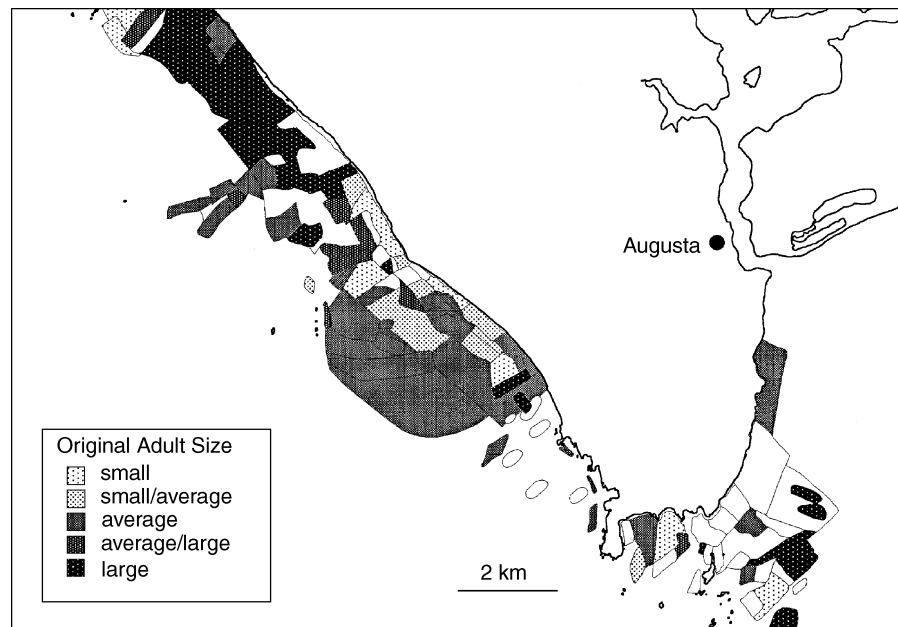 Augusta
Original Adult Size
small
small/average
average
average/large
large
2 km